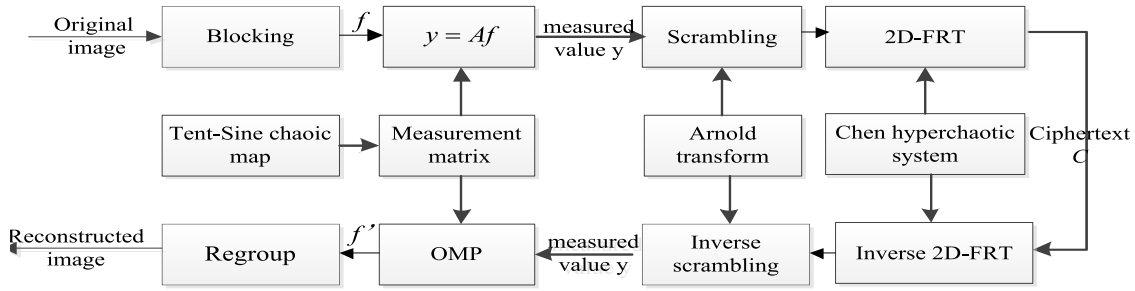 Original
image
Blocking
f
y = Af
measured
value y
Scrambling
2D-FRT
Tent-Sine chaoic
map
Measurement
matrix
Arnold
transform
Chen hyperchaotic
system
Ciphertext
C
Reconstructed
image
Regroup
f'
OMP
measured
value y
Inverse
scrambling
Inverse 2D-FRT